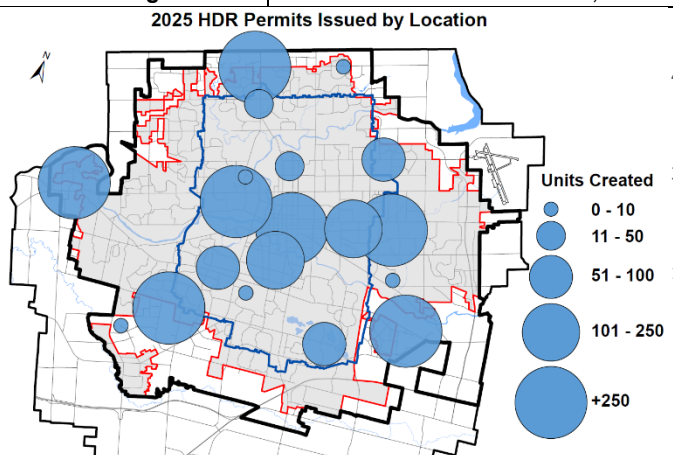 2025 HDR Permits Issued by Location
N
Units Created
0 - 10
11 - 50
51 - 100
101 - 250
+250